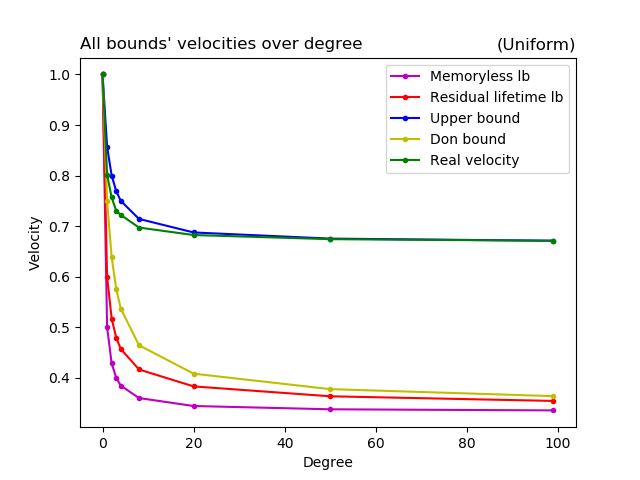 All bounds' velocities over degree (Uniform)
Memoryless lb
Residual lifetime lb
Upper bound
Don bound
Real velocity
Velocity
1.0
0.9
0.8
0.7
0.6
0.5
0.4
0 20 40 60 80 100
Degree